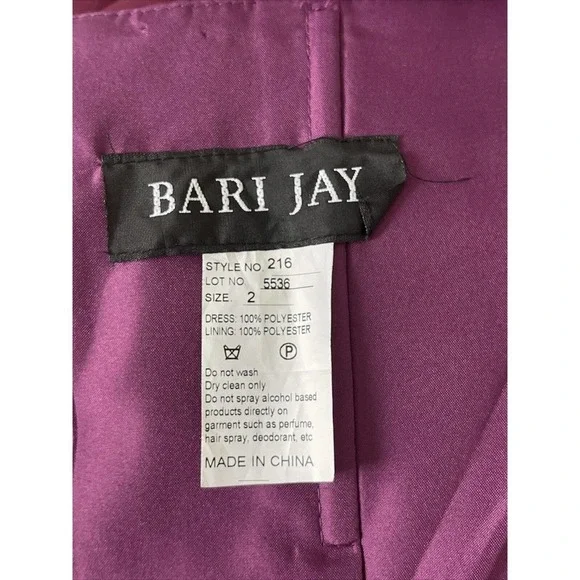 BARI JAY
STYLE NO. 216
LOT NO. 5536
SIZE. 2
DRESS: 100% POLYESTER
LINING: 100% POLYESTER
P
Do not wash
Dry clean only
Do not spray alcohol based
products directly on
garment such as perfume,
hair spray, deodorant, etc
MADE IN CHINA